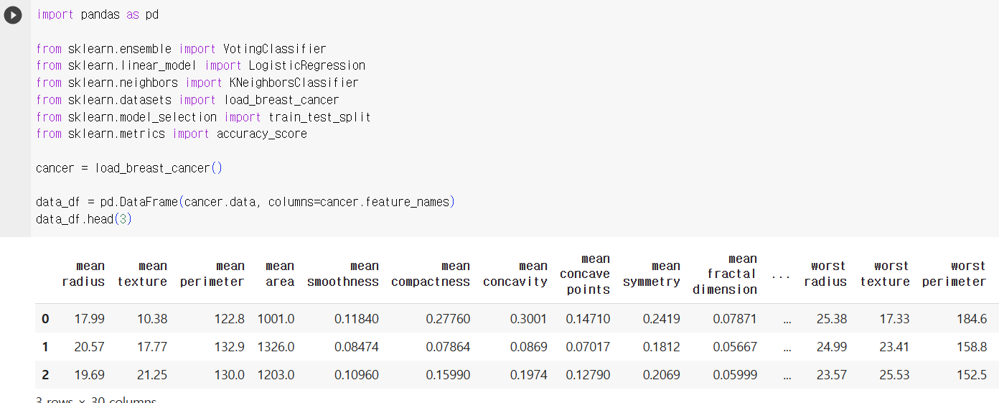 import pandas as pd
from sklearn.ensemble import VotingClassifier
from sklearn.linear_model import LogisticRegression
from sklearn.neighbors import KNeighborsClassifier
from sklearn.datasets import load_breast_cancer
from sklearn.model_selection import train_test_split
from sklearn.metrics import accuracy_score
cancer = load_breast_cancer()
data_df = pd.DataFrame(cancer.data, columns=cancer.feature_names)
data_df.head(3)
mean radius mean texture mean perimeter mean area mean smoothness mean compactness mean concavity mean concave points mean symmetry mean fractal dimension ... worst radius worst texture worst perimeter
0 17.99 10.38 122.8 1001.0 0.11840 0.27760 0.3001 0.14710 0.2419 0.07871 ... 25.38 17.33 184.6
1 20.57 17.77 132.9 1326.0 0.08474 0.07864 0.0869 0.07017 0.1812 0.05667 ... 24.99 23.41 158.8
2 19.69 21.25 130.0 1203.0 0.10960 0.15990 0.1974 0.12790 0.2069 0.05999 ... 23.57 25.53 152.5
3 rows × 30 columns